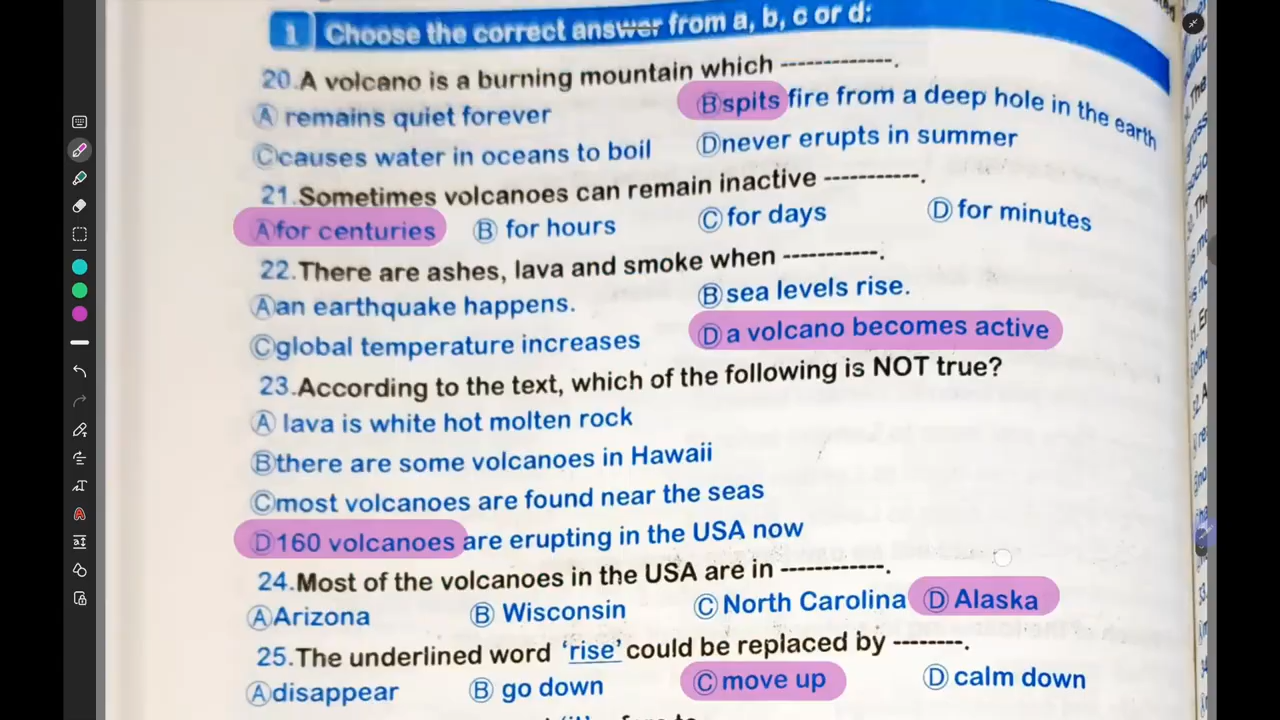 1 Choose the correct answer from a, b, c or d:
20.A volcano is a burning mountain which -------------.
A remains quiet forever
B spits fire from a deep hole in the earth
C causes water in oceans to boil
D never erupts in summer
21.Sometimes volcanoes can remain inactive -----------.
A for centuries B for hours C for days D for minutes
22.There are ashes, lava and smoke when -----------.
A an earthquake happens. B sea levels rise.
C global temperature increases D a volcano becomes active
23.According to the text, which of the following is NOT true?
A lava is white hot molten rock
B there are some volcanoes in Hawaii
C most volcanoes are found near the seas
D 160 volcanoes are erupting in the USA now
24.Most of the volcanoes in the USA are in ------------.
A Arizona B Wisconsin C North Carolina D Alaska
25.The underlined word ‘rise’ could be replaced by --------.
A disappear B go down C move up D calm down